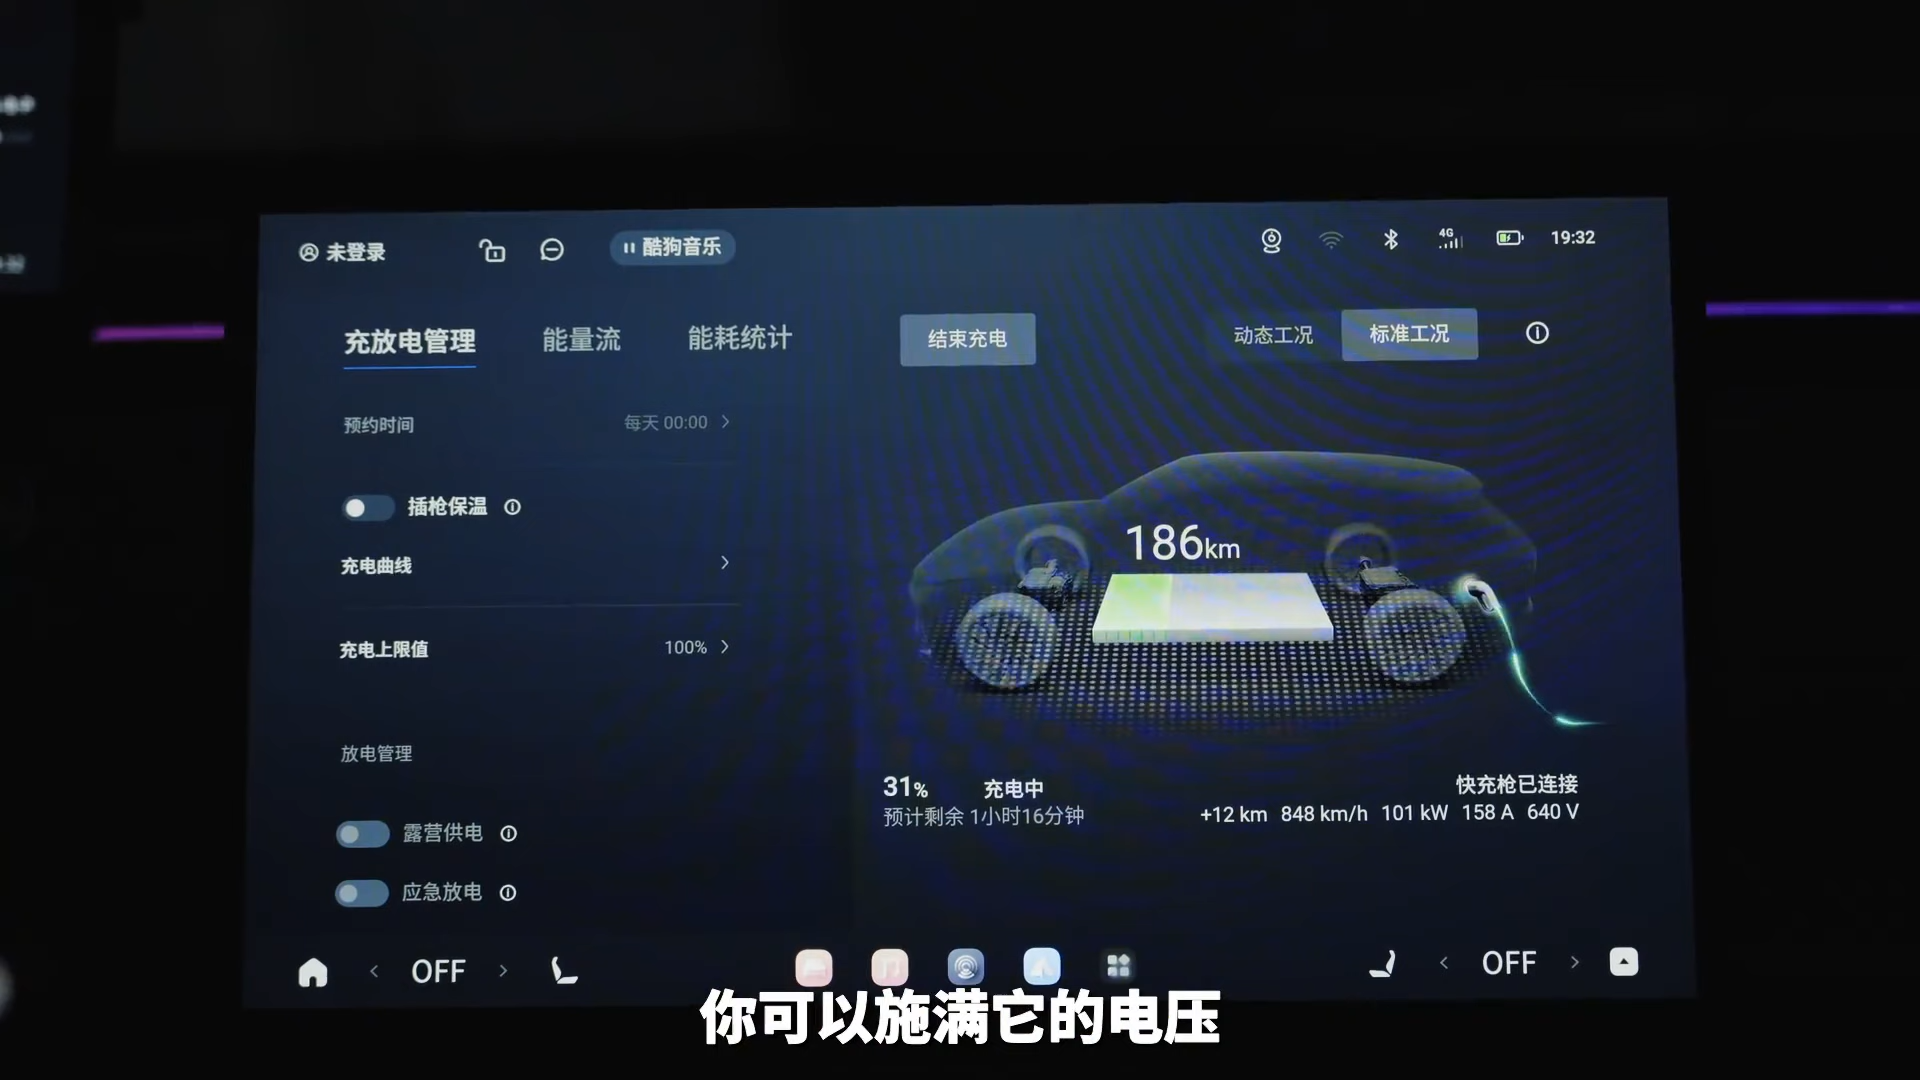 未登录
酷狗音乐
4G
19:32
充放电管理
能量流
能耗统计
结束充电
动态工况
标准工况
预约时间
每天 00:00
插枪保温
充电曲线
充电上限值
100%
放电管理
露营供电
应急放电
186km
31%
充电中
预计剩余 1小时16分钟
快充枪已连接
+12 km 848 km/h 101 kW 158 A 640 V
OFF
OFF
你可以施满它的电压